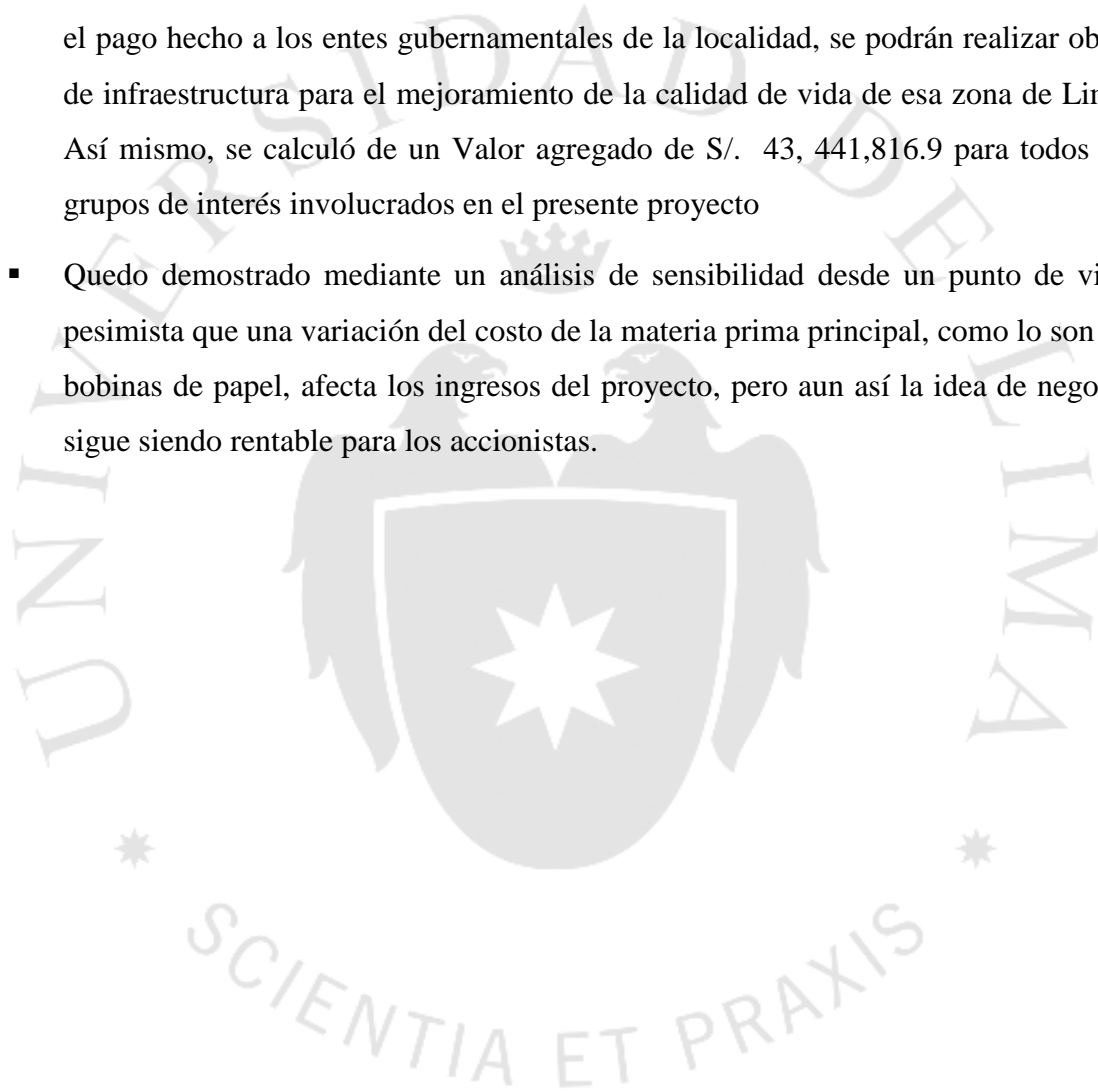 el pago hecho a los entes gubernamentales de la localidad, se podrán realizar ob
de infraestructura para el mejoramiento de la calidad de vida de esa zona de Li
Así mismo, se calculó de un Valor agregado de S/. 43, 441,816.9 para todos
grupos de interés involucrados en el presente proyecto
▪ Quedo demostrado mediante un análisis de sensibilidad desde un punto de vi
pesimista que una variación del costo de la materia prima principal, como lo son
bobinas de papel, afecta los ingresos del proyecto, pero aun así la idea de nego
sigue siendo rentable para los accionistas.
UNIVERSIDAD DE LIMA
SCIENTIA ET PRAXIS